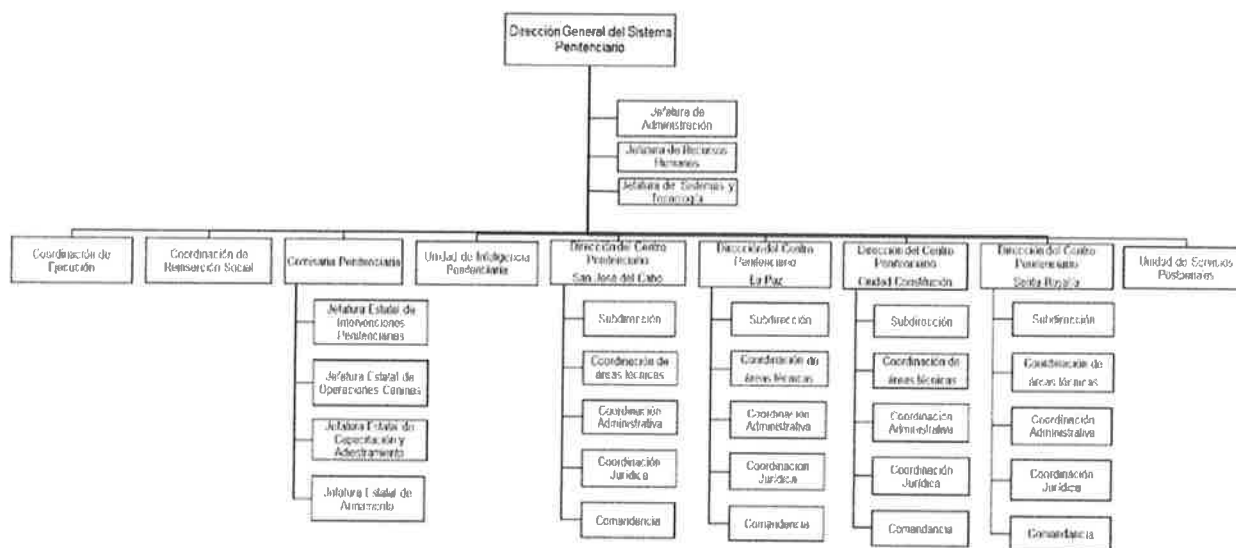 Dirección General del Sistema
Penitenciario
Jefatura de
Administración
Jefatura de Recursos
Humanos
Jefatura de Sistemas y
Tecnología
Coordinación de
Ejecución
Coordinación de
Reinserción Social
Comisaría Penitenciaria
Unidad de Inteligencia
Penitenciaria
Dirección del Centro
Penitenciario
San José del Cabo
Dirección del Centro
Penitenciario
La Paz
Dirección del Centro
Penitenciario
Ciudad Constitución
Dirección del Centro
Penitenciario
Santa Rosalía
Unidad de Servicios
Postpenales
Jefatura Estatal de
Intervenciones
Penitenciarias
Jefatura Estatal de
Operaciones Caninas
Jefatura Estatal de
Capacitación y
Adiestramiento
Jefatura Estatal de
Armamento
Subdirección
Coordinación de
áreas técnicas
Coordinación
Administrativa
Coordinación
Jurídica
Comandancia
Subdirección
Coordinación de
áreas técnicas
Coordinación
Administrativa
Coordinación
Jurídica
Comandancia
Subdirección
Coordinación de
áreas técnicas
Coordinación
Administrativa
Coordinación
Jurídica
Comandancia
Subdirección
Coordinación de
áreas técnicas
Coordinación
Administrativa
Coordinación
Jurídica
Comandancia